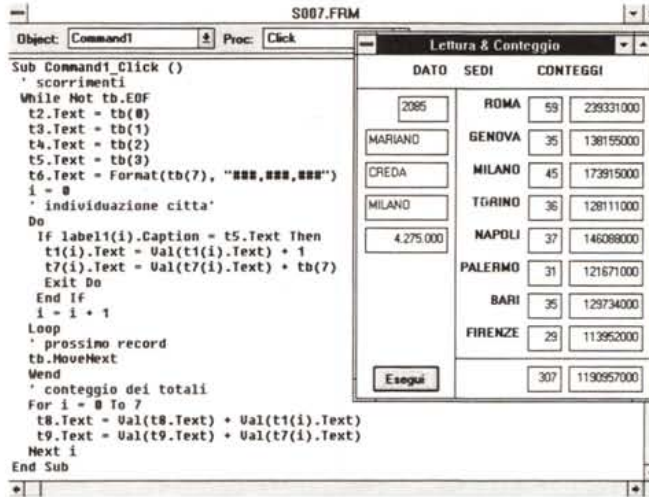 S007.FRM
Object: Command1 Proc: Click
Sub Command1_Click ()
' scorrimenti
While Not tb.EOF
t2.Text = tb(0)
t3.Text = tb(1)
t4.Text = tb(2)
t5.Text = tb(3)
t6.Text = Format(tb(7), "###,###,###")
i = 0
' individuazione citta'
Do
If label1(i).Caption = t5.Text Then
t1(i).Text = Val(t1(i).Text) + 1
t7(i).Text = Val(t7(i).Text) + tb(7)
Exit Do
End If
i = i + 1
Loop
' prossimo record
tb.MoveNext
Wend
' conteggio dei totali
For i = 0 To 7
t8.Text = Val(t8.Text) + Val(t1(i).Text)
t9.Text = Val(t9.Text) + Val(t7(i).Text)
Next i
End Sub
Lettura & Conteggio
DATO SEDI CONTEGGI
2085 ROMA 59 239331000
MARIANO GENOVA 35 138155000
CREDA MILANO 45 173915000
MILANO TORINO 36 128111000
4.275.000 NAPOLI 37 146088000
PALERMO 31 121671000
BARI 35 129734000
FIRENZE 29 113952000
Esegui 307 1190957000